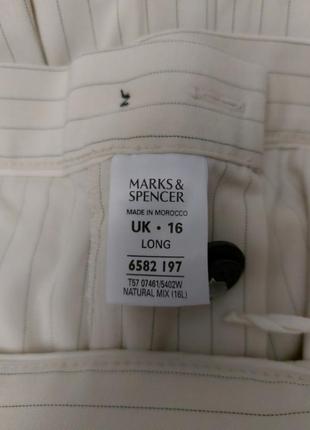 MARKS &
SPENCER
MADE IN MOROCCO
UK • 16
LONG
6582 197
T57 07461/5402W
NATURAL MIX (16L)